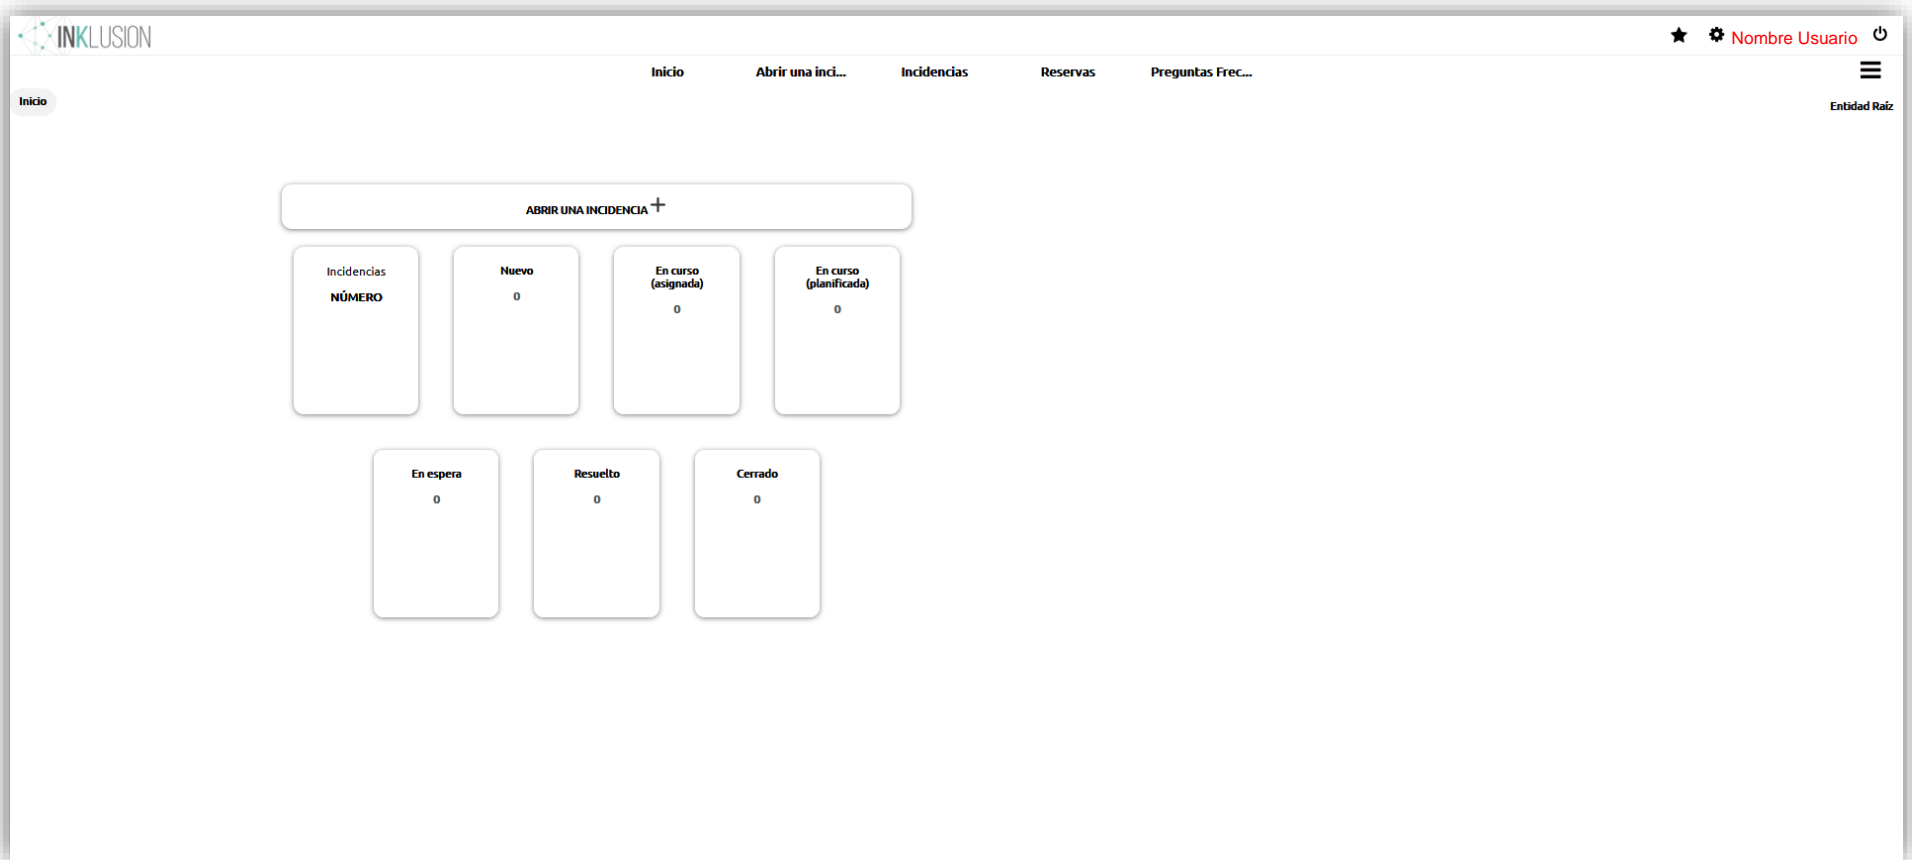 INKLUSION
Nombre Usuario
Inicio Abrir una inci... Incidencias Reservas Preguntas Frec...
Inicio
Entidad Raíz
ABRIR UNA INCIDENCIA
Incidencias
NÚMERO
Nuevo
0
En curso
(asignada)
0
En curso
(planificada)
0
En espera
0
Resuelto
0
Cerrado
0